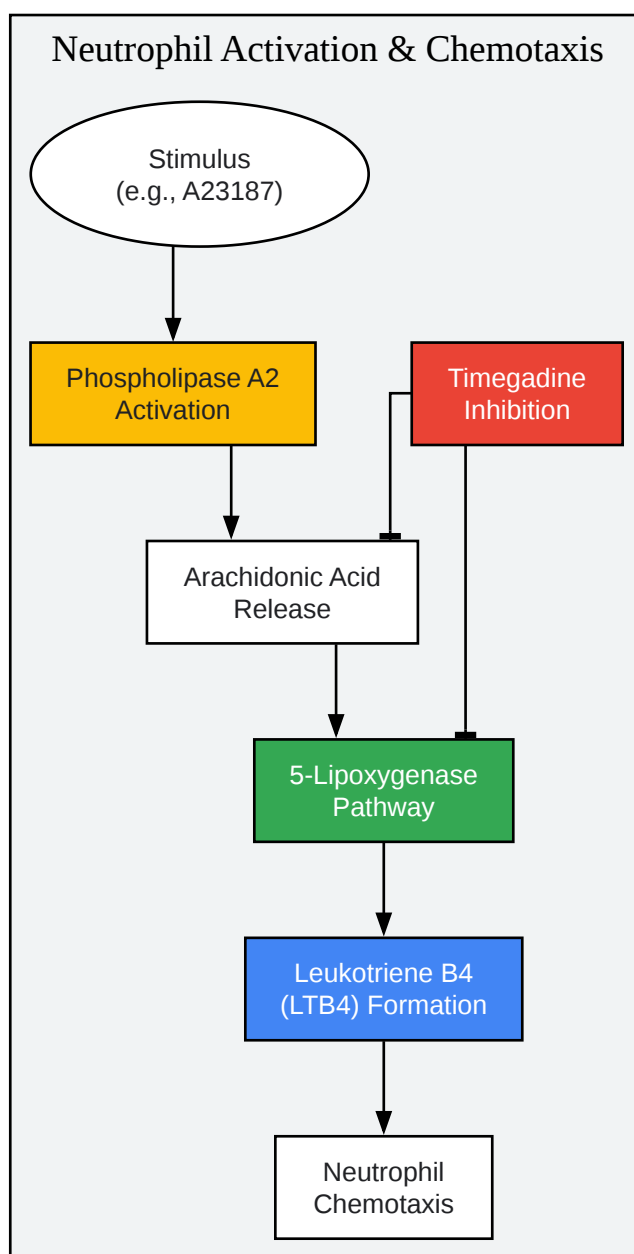 Neutrophil Activation & Chemotaxis
Stimulus
(e.g., A23187)
Phospholipase A2
Activation
Timegadine
Inhibition
Arachidonic Acid
Release
5-Lipoxygenase
Pathway
Leukotriene B4
(LTB4) Formation
Neutrophil
Chemotaxis